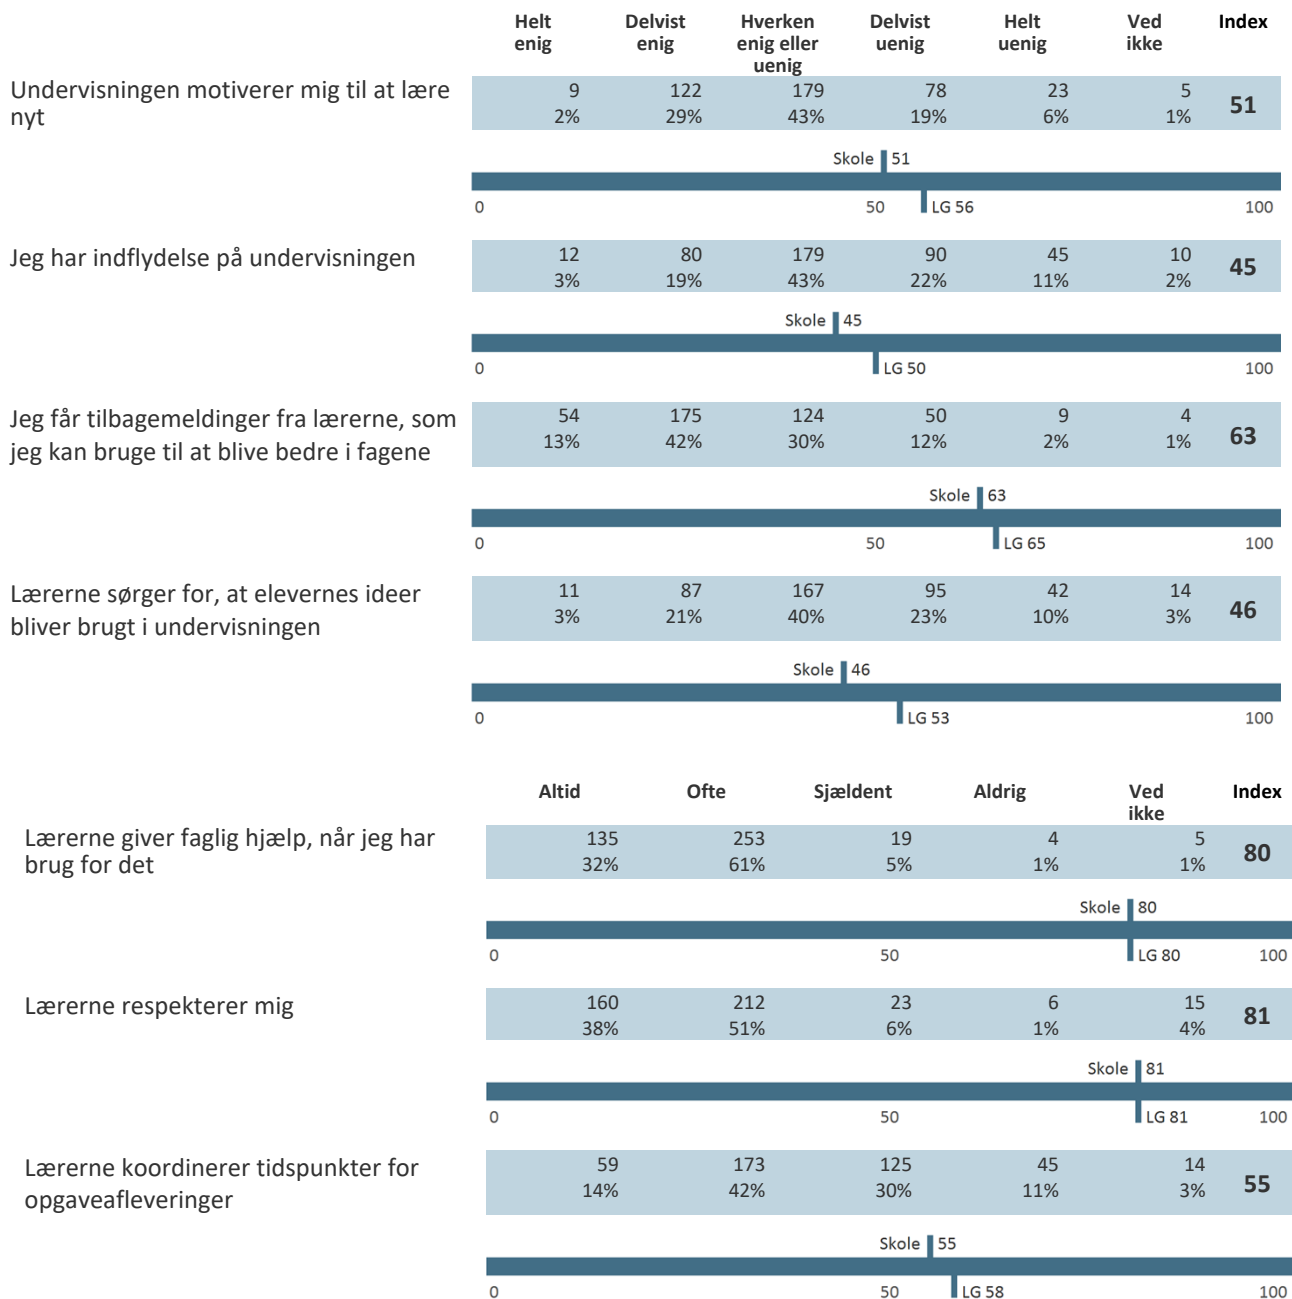 Helt Delvist Hverken Delvist Helt Ved Index
enig enig enig eller uenig uenig ikke
uenig
Undervisningen motiverer mig til at lære 9 122 179 78 23 5 51
nyt 2% 29% 43% 19% 6% 1%
Skole 51
0 50 LG 56 100
Jeg har indflydelse på undervisningen 12 80 179 90 45 10 45
3% 19% 43% 22% 11% 2%
Skole 45
0 LG 50 100
Jeg får tilbagemeldinger fra lærerne, som 54 175 124 50 9 4 63
jeg kan bruge til at blive bedre i fagene 13% 42% 30% 12% 2% 1%
Skole 63
0 50 LG 65 100
Lærerne sørger for, at elevernes ideer 11 87 167 95 42 14 46
bliver brugt i undervisningen 3% 21% 40% 23% 10% 3%
Skole 46
0 LG 53 100
Altid Ofte Sjældent Aldrig Ved Index
ikke
Lærerne giver faglig hjælp, når jeg har 135 253 19 4 5 80
brug for det 32% 61% 5% 1% 1%
Skole 80
0 50 LG 80 100
Lærerne respekterer mig 160 212 23 6 15 81
38% 51% 6% 1% 4%
Skole 81
0 50 LG 81 100
Lærerne koordinerer tidspunkter for 59 173 125 45 14 55
opgaveafleveringer 14% 42% 30% 11% 3%
Skole 55
0 50 LG 58 100